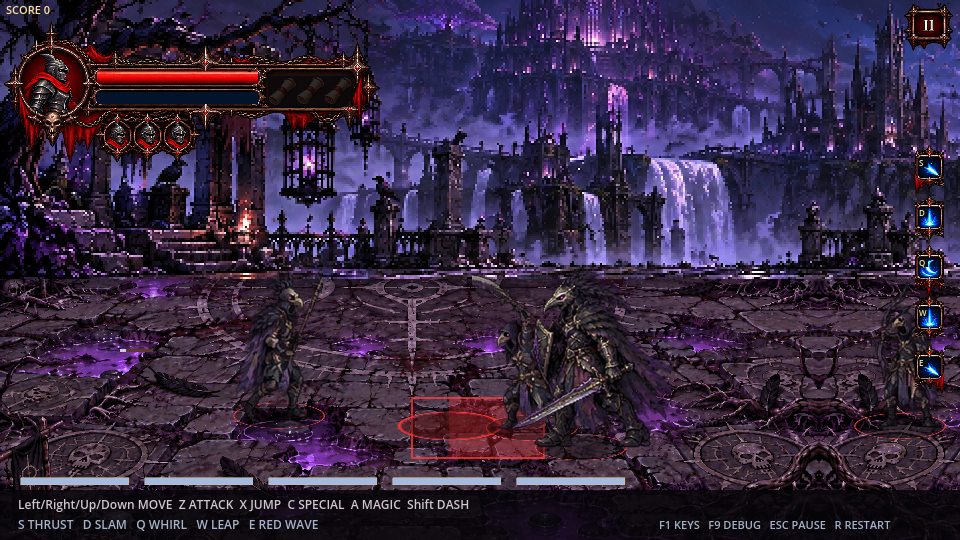 SCORE 0
II
S
D
Q
W
E
Left/Right/Up/Down MOVE  Z ATTACK  X JUMP  C SPECIAL  A MAGIC  Shift DASH
S THRUST  D SLAM  Q WHIRL  W LEAP  E RED WAVE
F1 KEYS  F9 DEBUG  ESC PAUSE  R RESTART